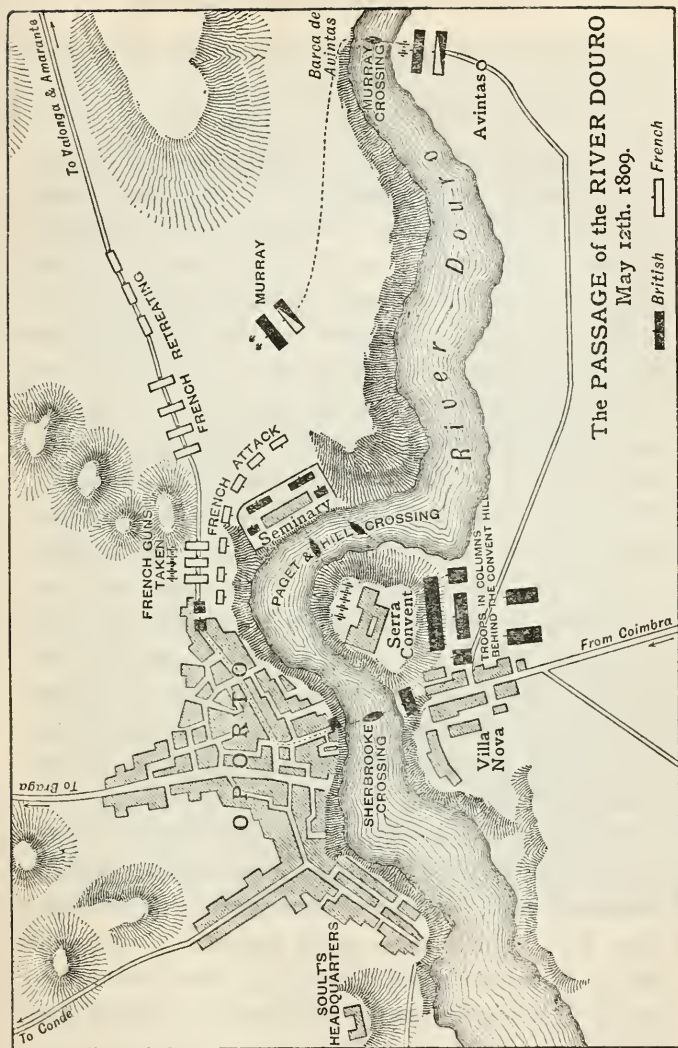 To Valonga & Amarante
Barca de
Avintas
MURRAY
CROSSING
Avintas
MURRAY
RETREATING
FRENCH
FRENCH GUNS
TAKEN
FRENCH ATTACK
Seminary
PAGET & HILL CROSSING
River Douro
Serra
Convent
TROOPS IN COLUMNS
BEHIND THE CONVENT HILL
From Coimbra
To Braga
OPORTO
SHERBROOKE
CROSSING
Villa
Nova
To Conde
SOULT'S
HEADQUARTERS
The PASSAGE of the RIVER DOURO
May 12th. 1809.
British
French